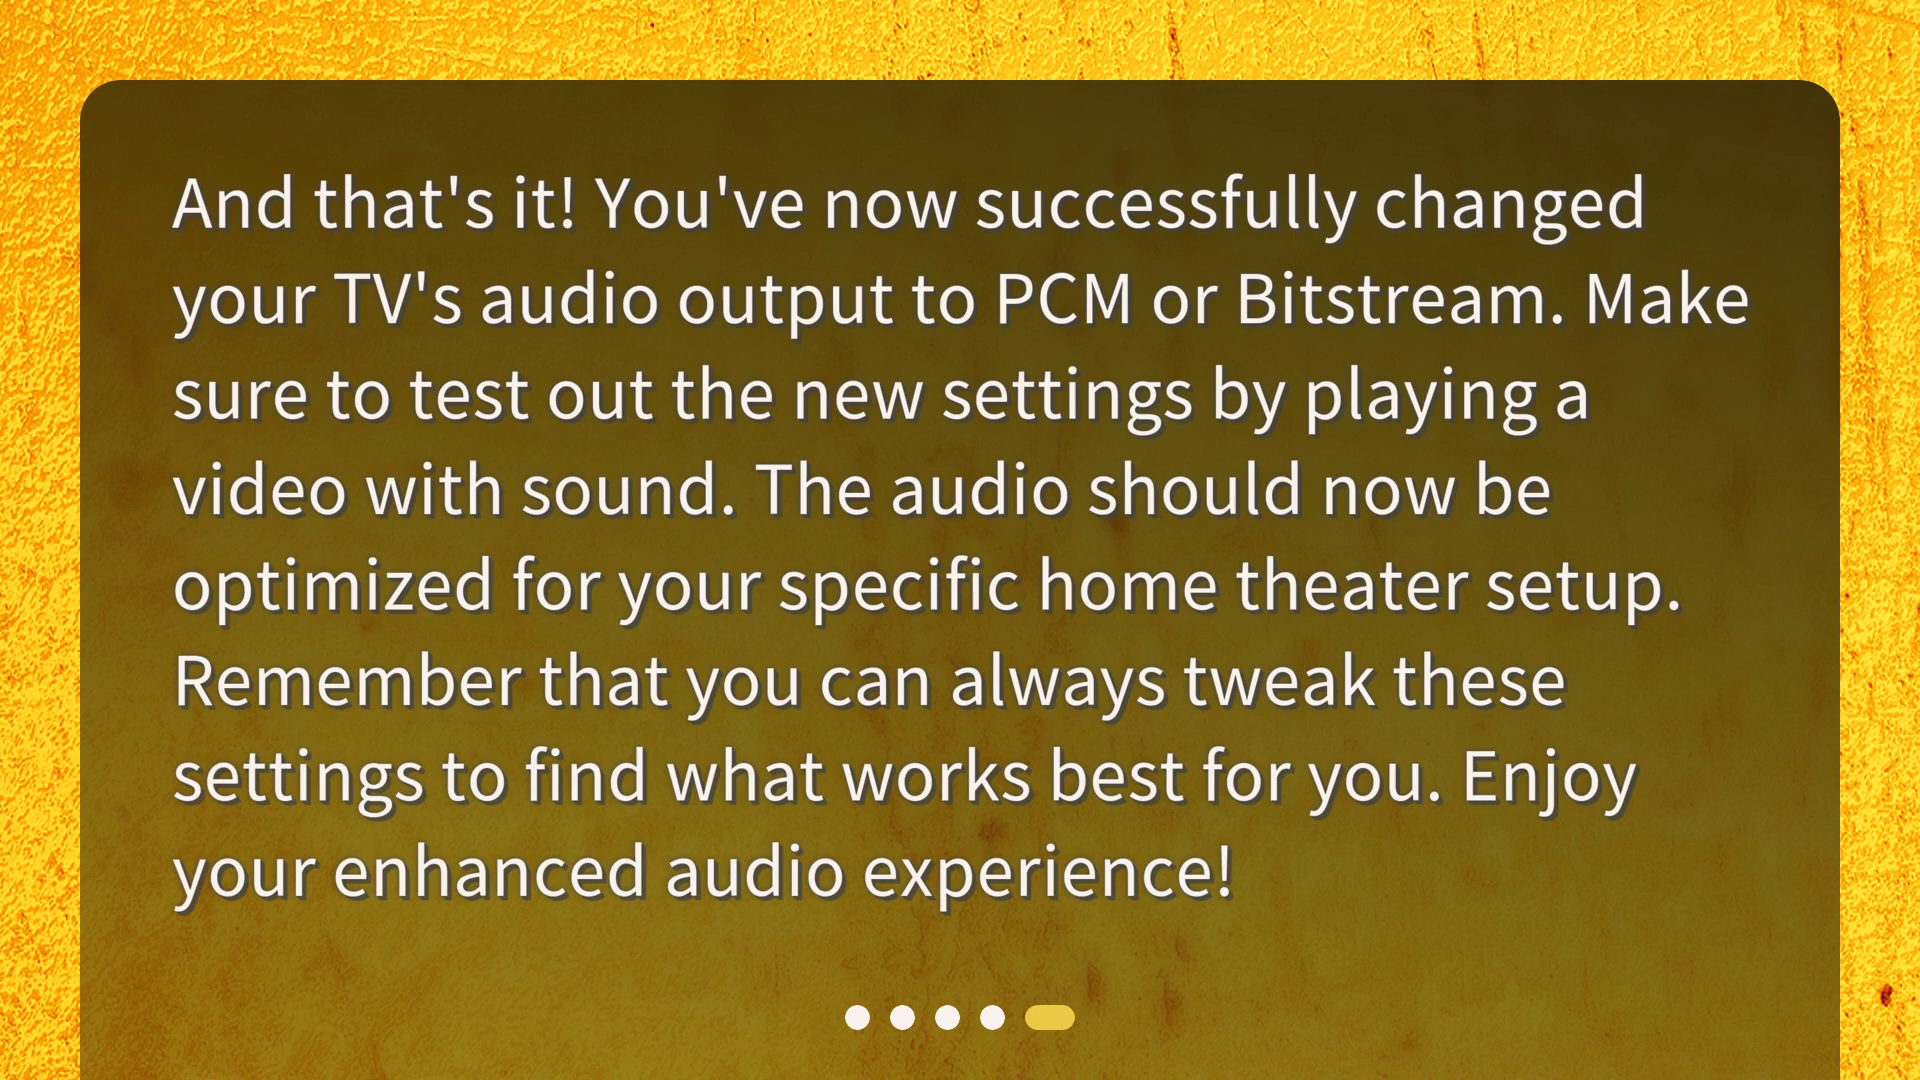 And that's it! You've now successfully changed
your TV's audio output to PCM or Bitstream. Make
sure to test out the new settings by playing a
video with sound. The audio should now be
optimized for your specific home theater setup.
Remember that you can always tweak these
settings to find what works best for you. Enjoy
your enhanced audio experience!